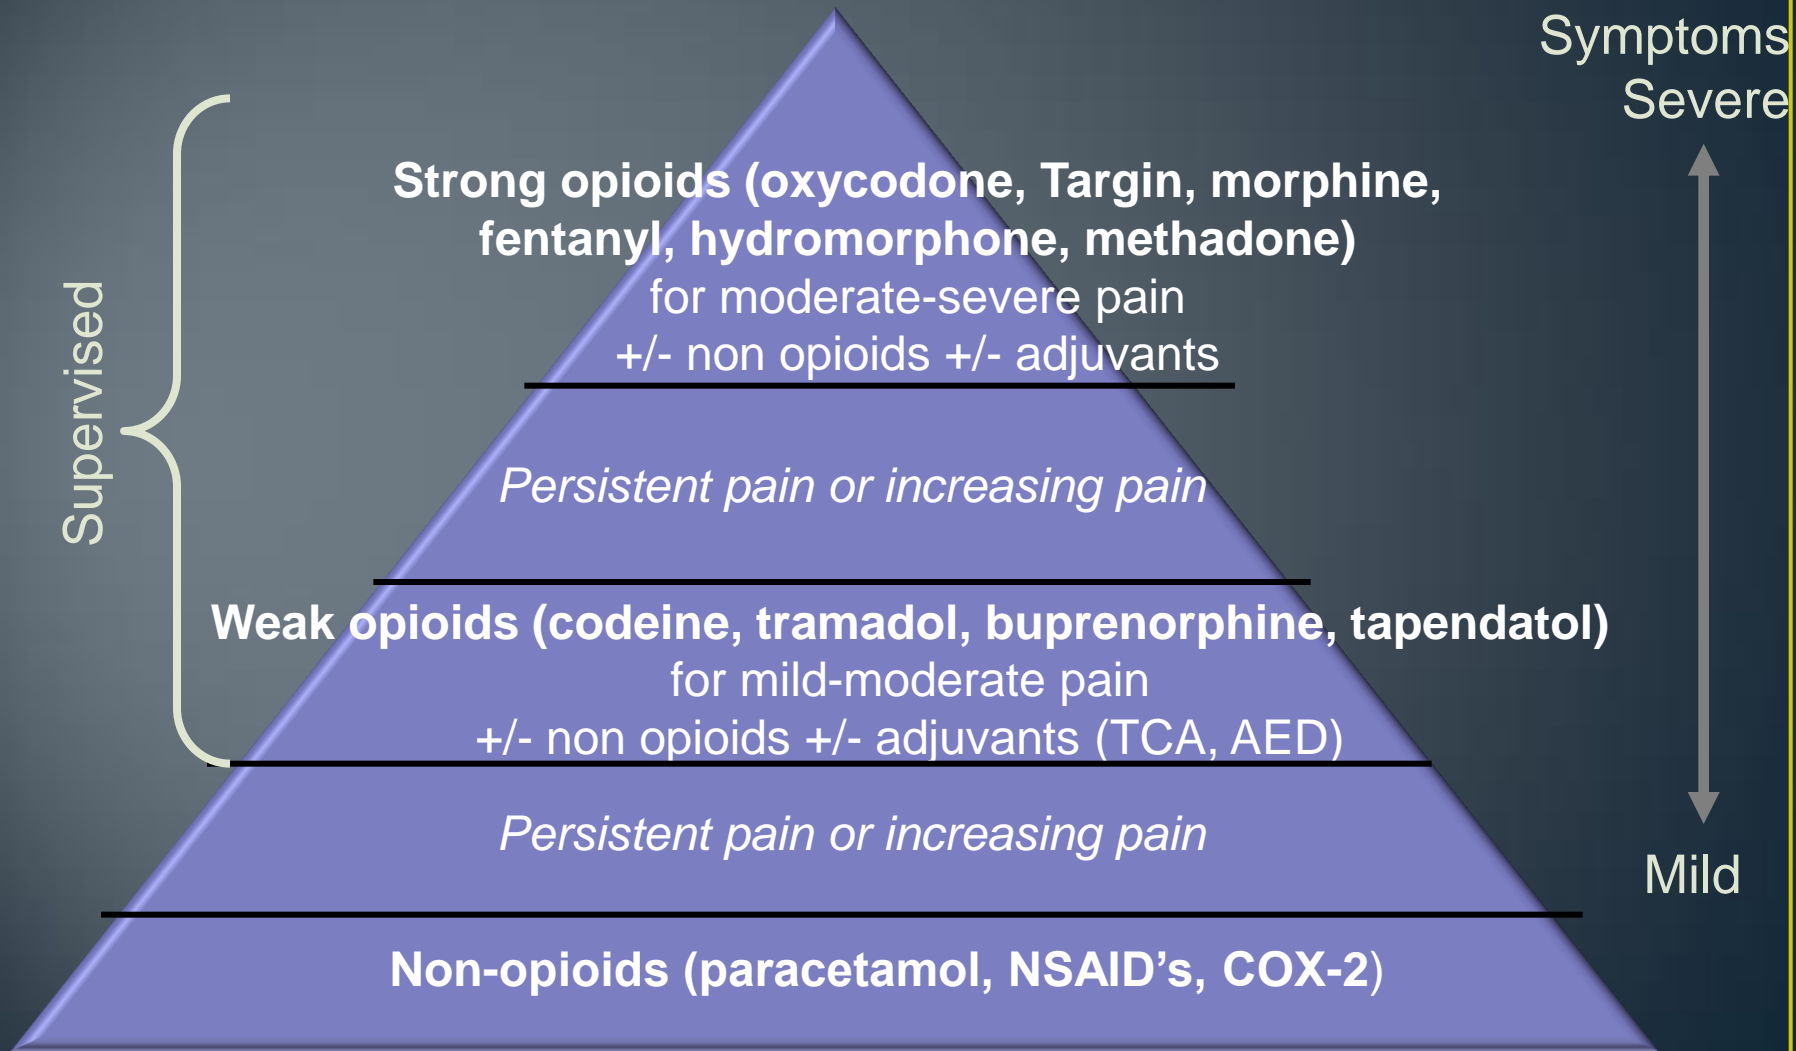 Symptoms
Severe
Strong opioids (oxycodone, Targin, morphine,
fentanyl, hydromorphone, methadone)
for moderate-severe pain
+/- non opioids +/- adjuvants
Supervised
Persistent pain or increasing pain
Weak opioids (codeine, tramadol, buprenorphine, tapendatol)
for mild-moderate pain
+/- non opioids +/- adjuvants (TCA, AED)
Persistent pain or increasing pain
Mild
Non-opioids (paracetamol, NSAID’s, COX-2)